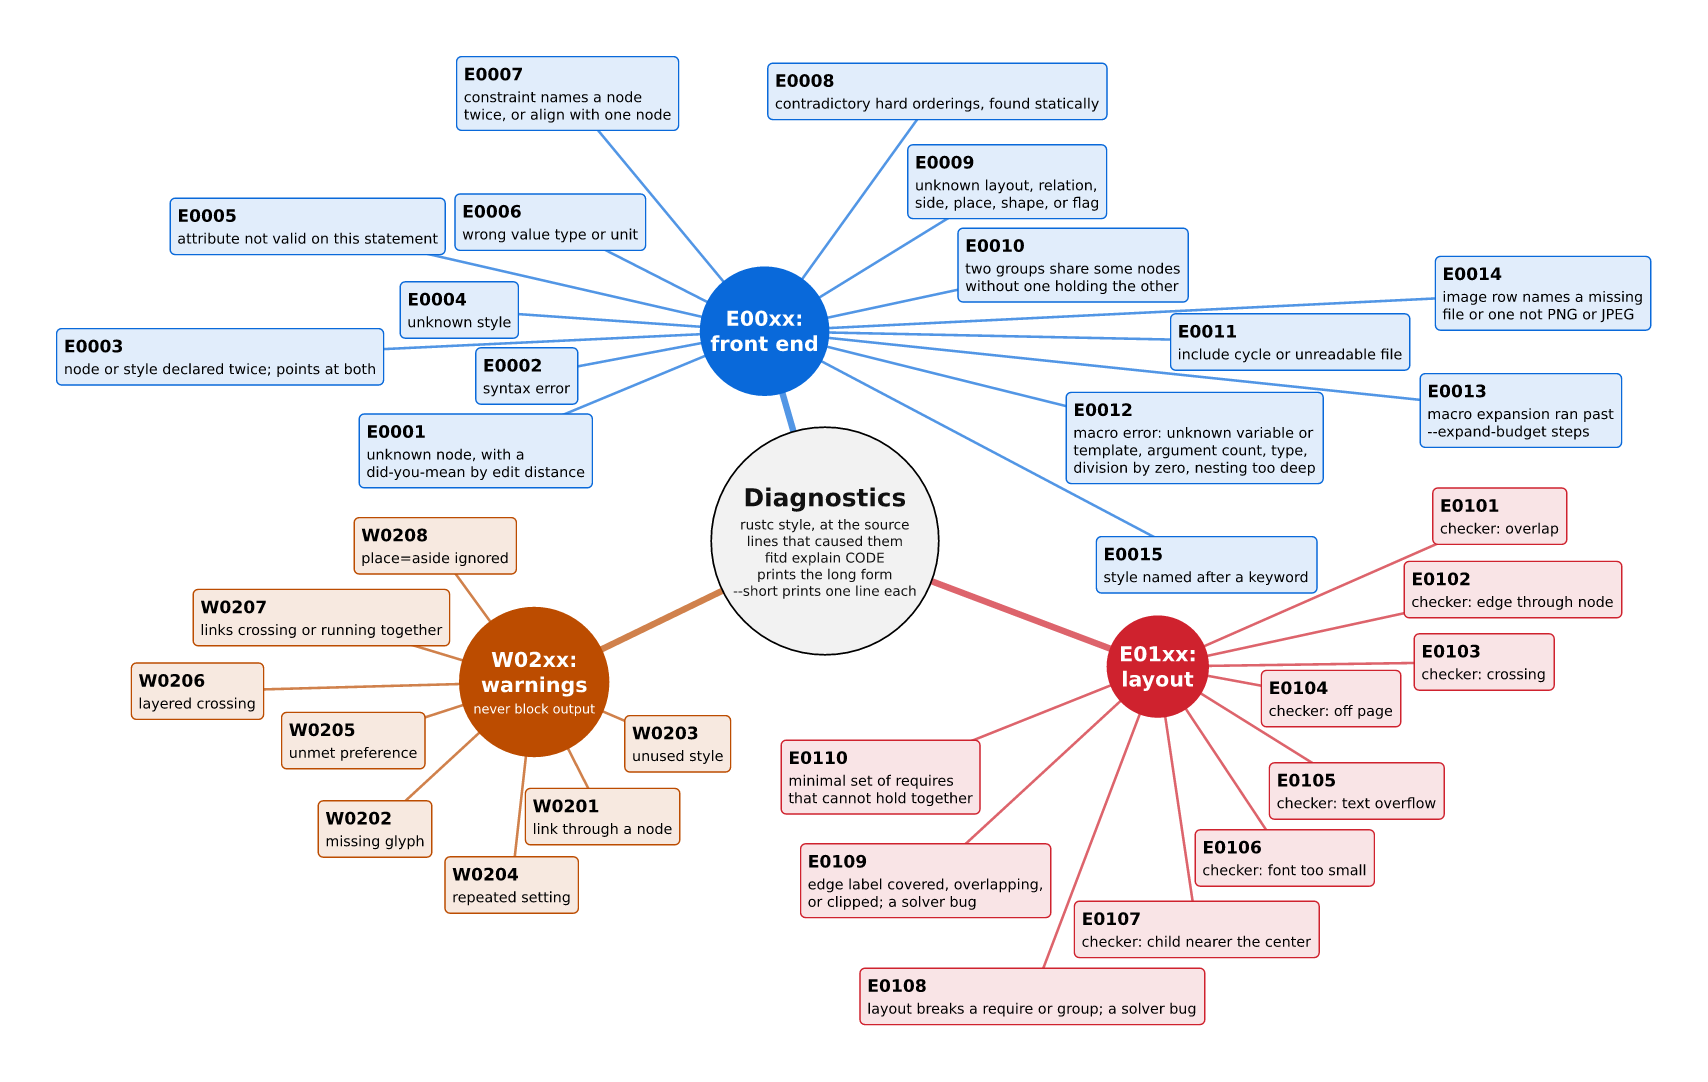 E0007
constraint names a node
twice, or align with one node
E0008
contradictory hard orderings, found statically
E0009
unknown layout, relation,
side, place, shape, or flag
E0005
attribute not valid on this statement
E0006
wrong value type or unit
E0010
two groups share some nodes
without one holding the other
E0014
image row names a missing
file or one not PNG or JPEG
E0004
unknown style
E00xx:
front end
E0011
include cycle or unreadable file
E0003
node or style declared twice; points at both
E0002
syntax error
E0013
macro expansion ran past
--expand-budget steps
E0012
macro error: unknown variable or
template, argument count, type,
division by zero, nesting too deep
E0001
unknown node, with a
did-you-mean by edit distance
Diagnostics
rustc style, at the source
lines that caused them
fitd explain CODE
prints the long form
--short prints one line each
E0015
style named after a keyword
E0101
checker: overlap
E0102
checker: edge through node
E0103
checker: crossing
E01xx:
layout
E0104
checker: off page
E0105
checker: text overflow
E0106
checker: font too small
E0107
checker: child nearer the center
E0108
layout breaks a require or group; a solver bug
E0109
edge label covered, overlapping,
or clipped; a solver bug
E0110
minimal set of requires
that cannot hold together
W0208
place=aside ignored
W0207
links crossing or running together
W02xx:
warnings
never block output
W0206
layered crossing
W0205
unmet preference
W0203
unused style
W0202
missing glyph
W0201
link through a node
W0204
repeated setting